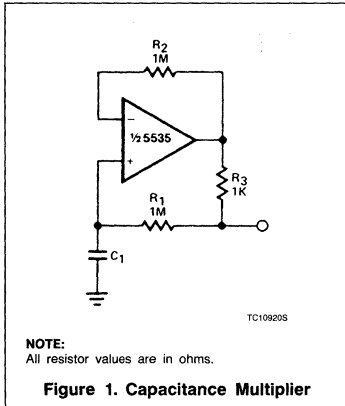 R2
1M
−
½ 5535
+
R3
1K
R1
1M
C1
TC10920S
NOTE:
All resistor values are in ohms.
Figure 1. Capacitance Multiplier